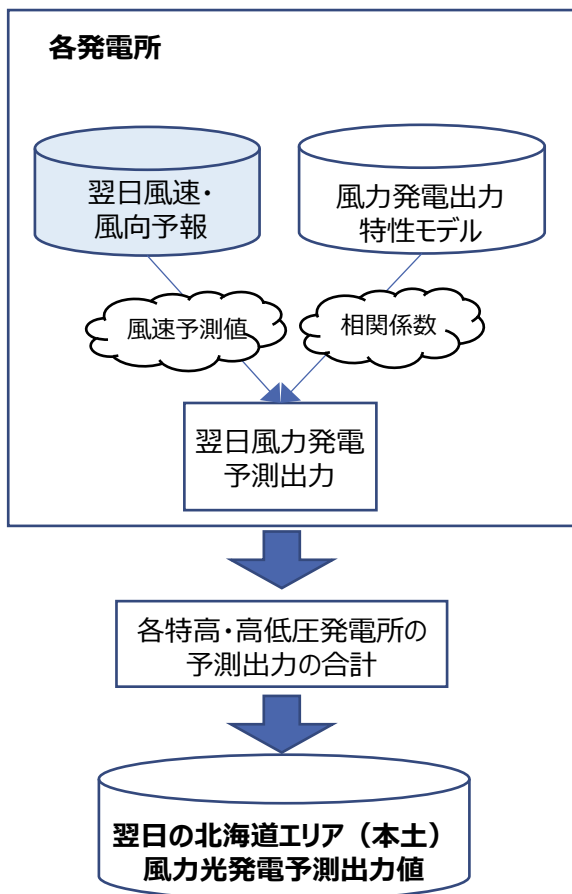 各発電所
翌日風速・
風向予報
風力発電出力
特性モデル
風速予測値
相関係数
翌日風力発電
予測出力
各特高・高低圧発電所の
予測出力の合計
翌日の北海道エリア（本土）
風力光発電予測出力値